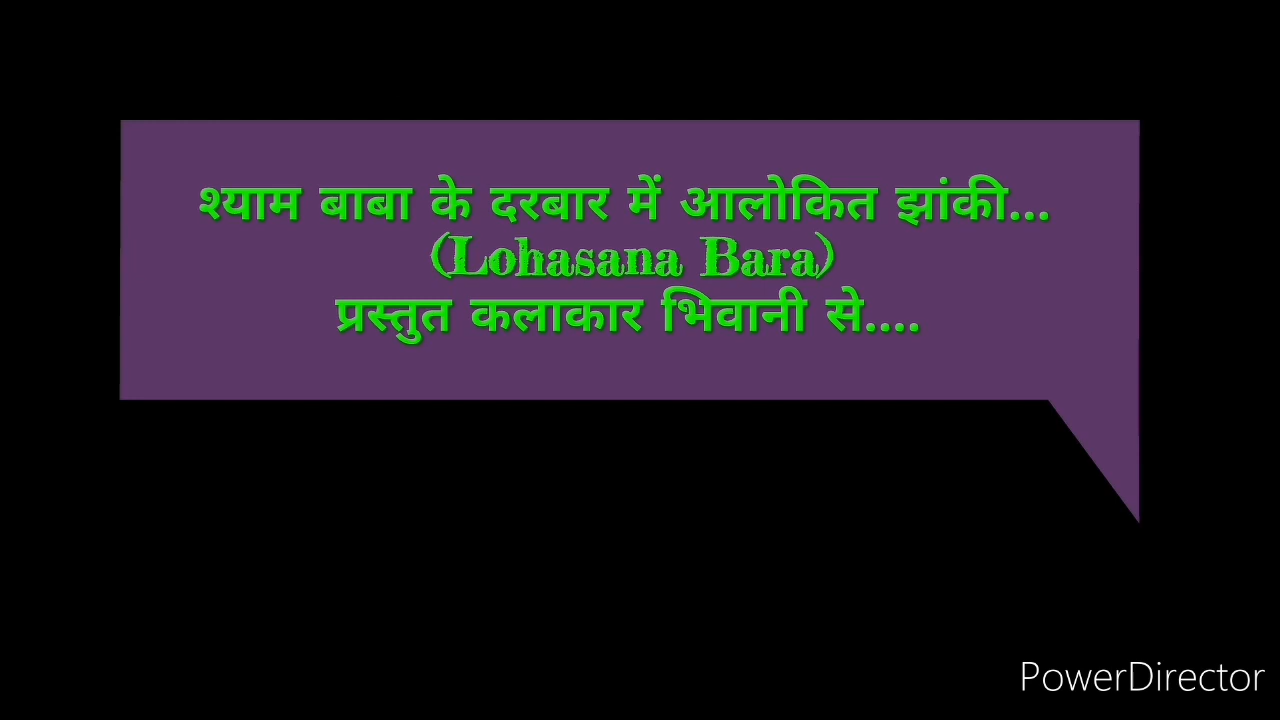 श्याम बाबा के दरबार में आलोकित झांकी...
(Lohasana Bara)
प्रस्तुत कलाकार भिवानी से....
PowerDirector